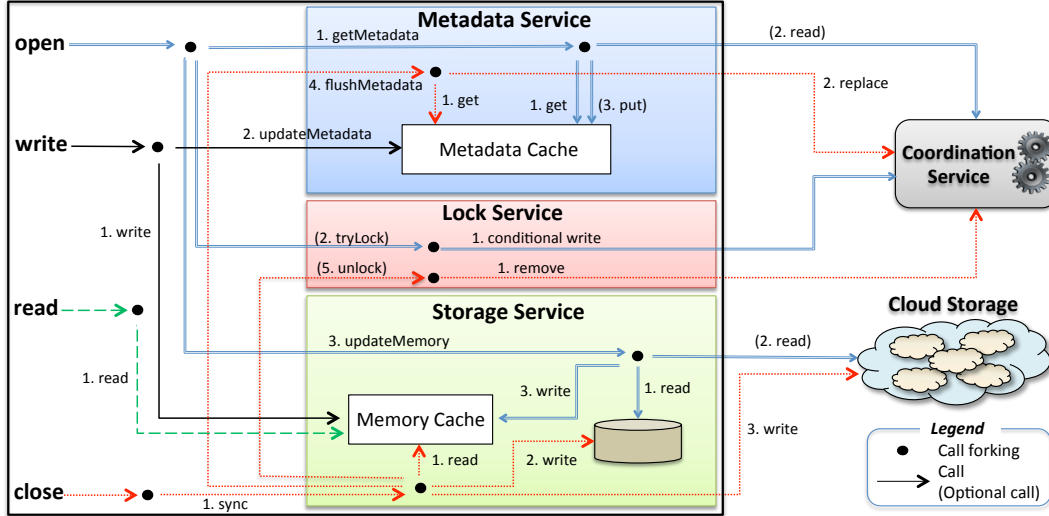 Metadata Service
open
1. getMetadata
(2. read)
4. flushMetadata
1. get
1. get
(3. put)
2. replace
write
2. updateMetadata
Metadata Cache
Coordination
Service
Lock Service
1. write
(2. tryLock)
1. conditional write
(5. unlock)
1. remove
read
Storage Service
Cloud Storage
3. updateMemory
(2. read)
1. read
3. write
1. read
Memory Cache
1. read
2. write
3. write
close
1. sync
Legend
Call forking
Call
(Optional call)